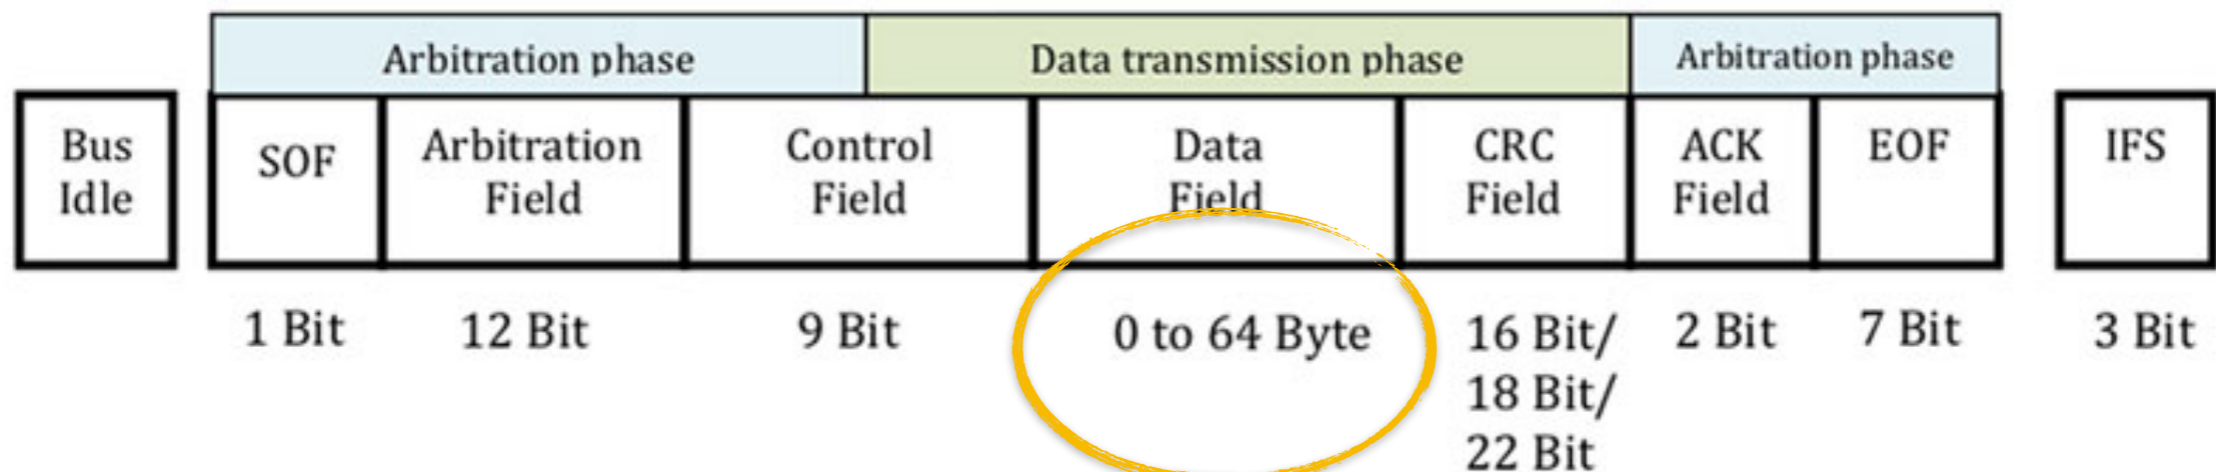 Arbitration phase
Data transmission phase
Arbitration phase
Bus
Idle
SOF
Arbitration
Field
Control
Field
Data
Field
CRC
Field
ACK
Field
EOF
IFS
1 Bit
12 Bit
9 Bit
0 to 64 Byte
16 Bit/
18 Bit/
22 Bit
2 Bit
7 Bit
3 Bit